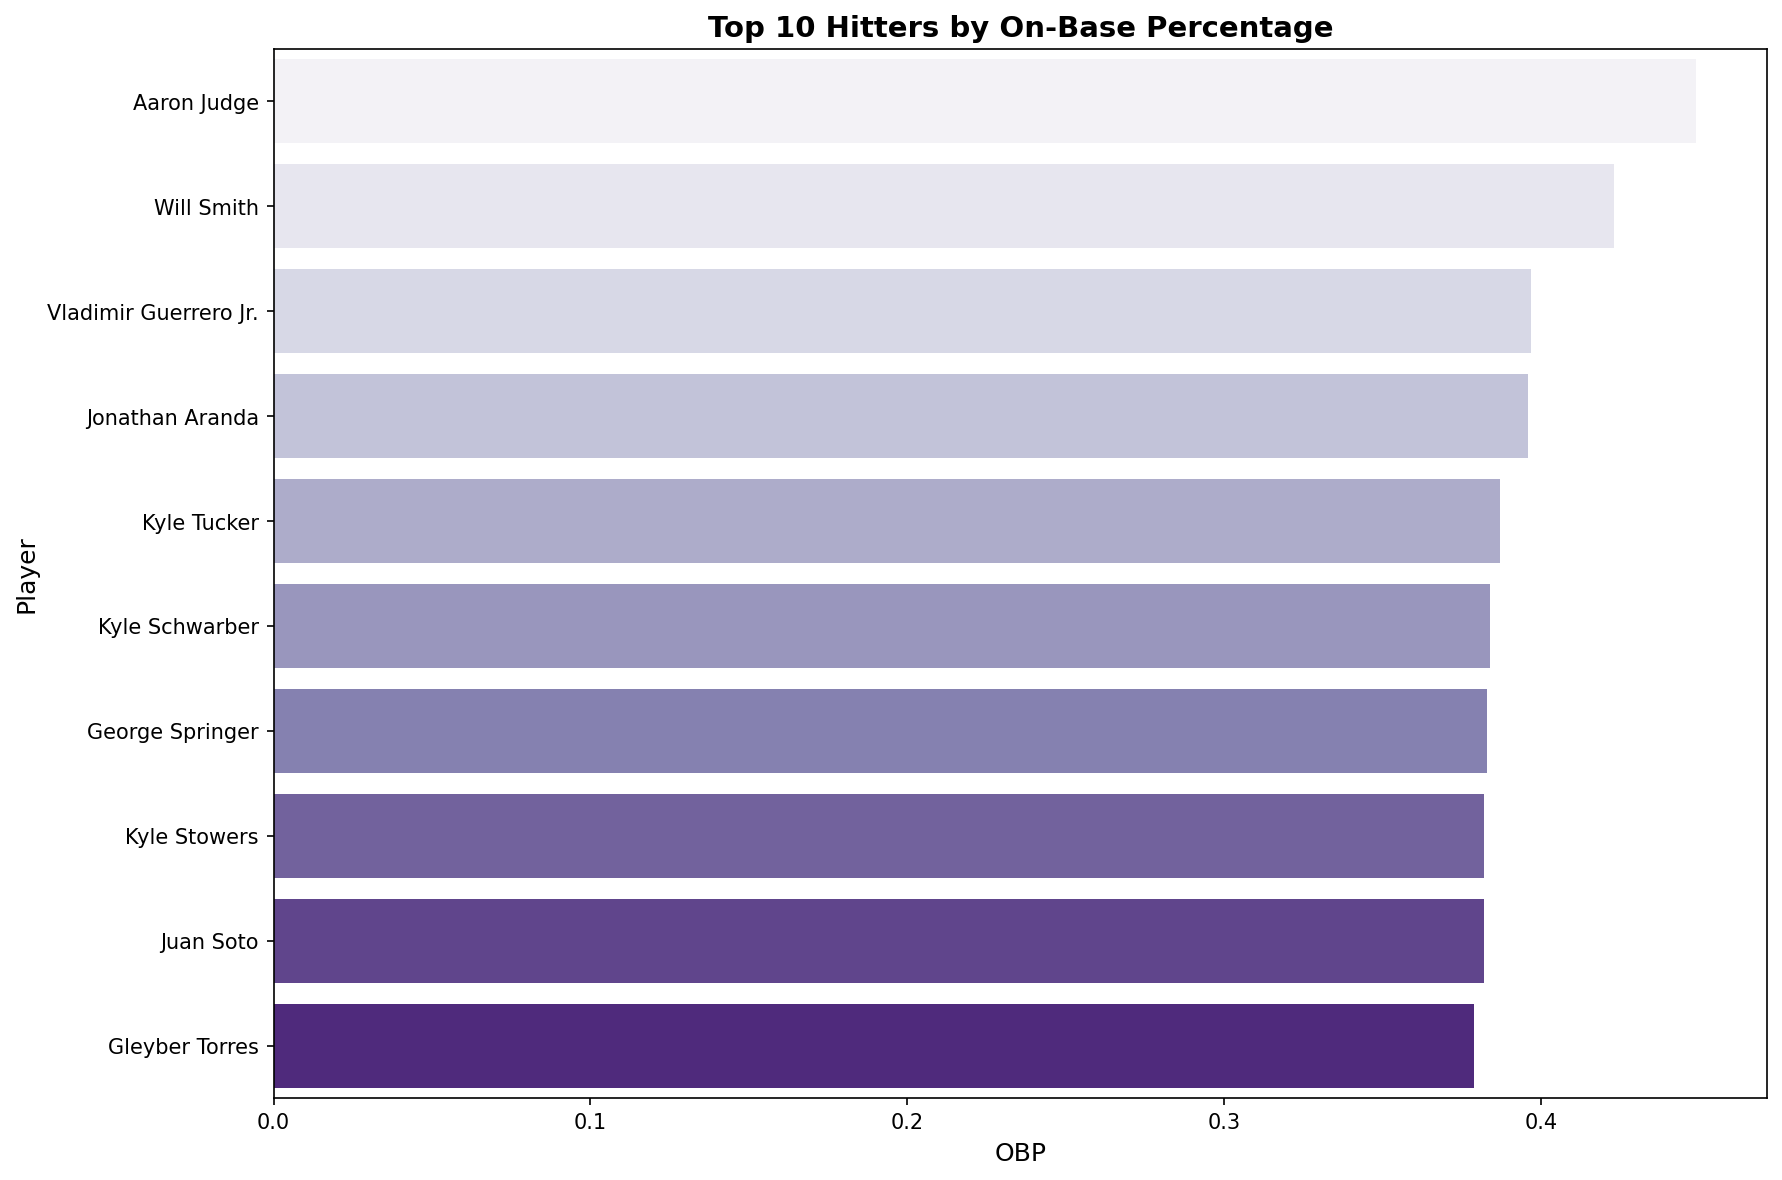 Top 10 Hitters by On-Base Percentage
Aaron Judge
Will Smith
Vladimir Guerrero Jr.
Jonathan Aranda
Kyle Tucker
Kyle Schwarber
George Springer
Kyle Stowers
Juan Soto
Gleyber Torres
Player
0.0 0.1 0.2 0.3 0.4
OBP